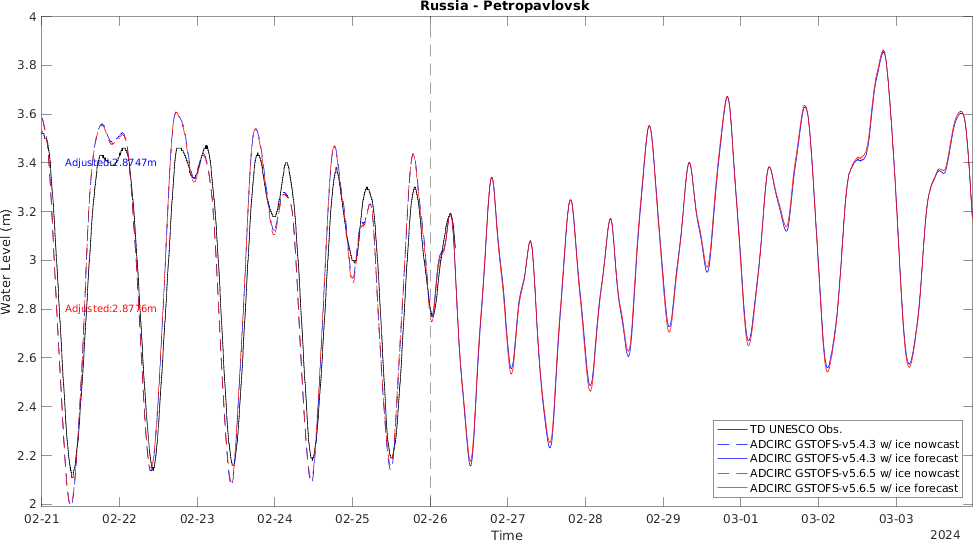 Russia - Petropavlovsk
4
3.8
3.6
3.4
3.2
3
2.8
2.6
2.4
2.2
2
Water Level (m)
Adjusted:2.8747m
Adjusted:2.8776m
TD UNESCO Obs.
ADCIRC GSTOFS-v5.4.3 w/ ice nowcast
ADCIRC GSTOFS-v5.4.3 w/ ice forecast
ADCIRC GSTOFS-v5.6.5 w/ ice nowcast
ADCIRC GSTOFS-v5.6.5 w/ ice forecast
02-21 02-22 02-23 02-24 02-25 02-26 02-27 02-28 02-29 03-01 03-02 03-03
Time
2024